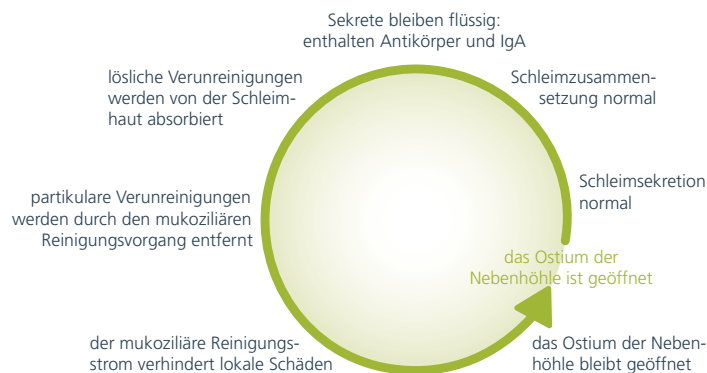 Sekrete bleiben flüssig:
enthalten Antikörper und IgA
lösliche Verunreinigungen
werden von der Schleim-
haut absorbiert
Schleimzusammen-
setzung normal
partikulare Verunreinigungen
werden durch den mukoziliären
Reinigungsvorgang entfernt
Schleimsekretion
normal
das Ostium der
Nebenhöhle ist geöffnet
der mukoziliäre Reinigungs-
strom verhindert lokale Schäden
das Ostium der Neben-
höhle bleibt geöffnet